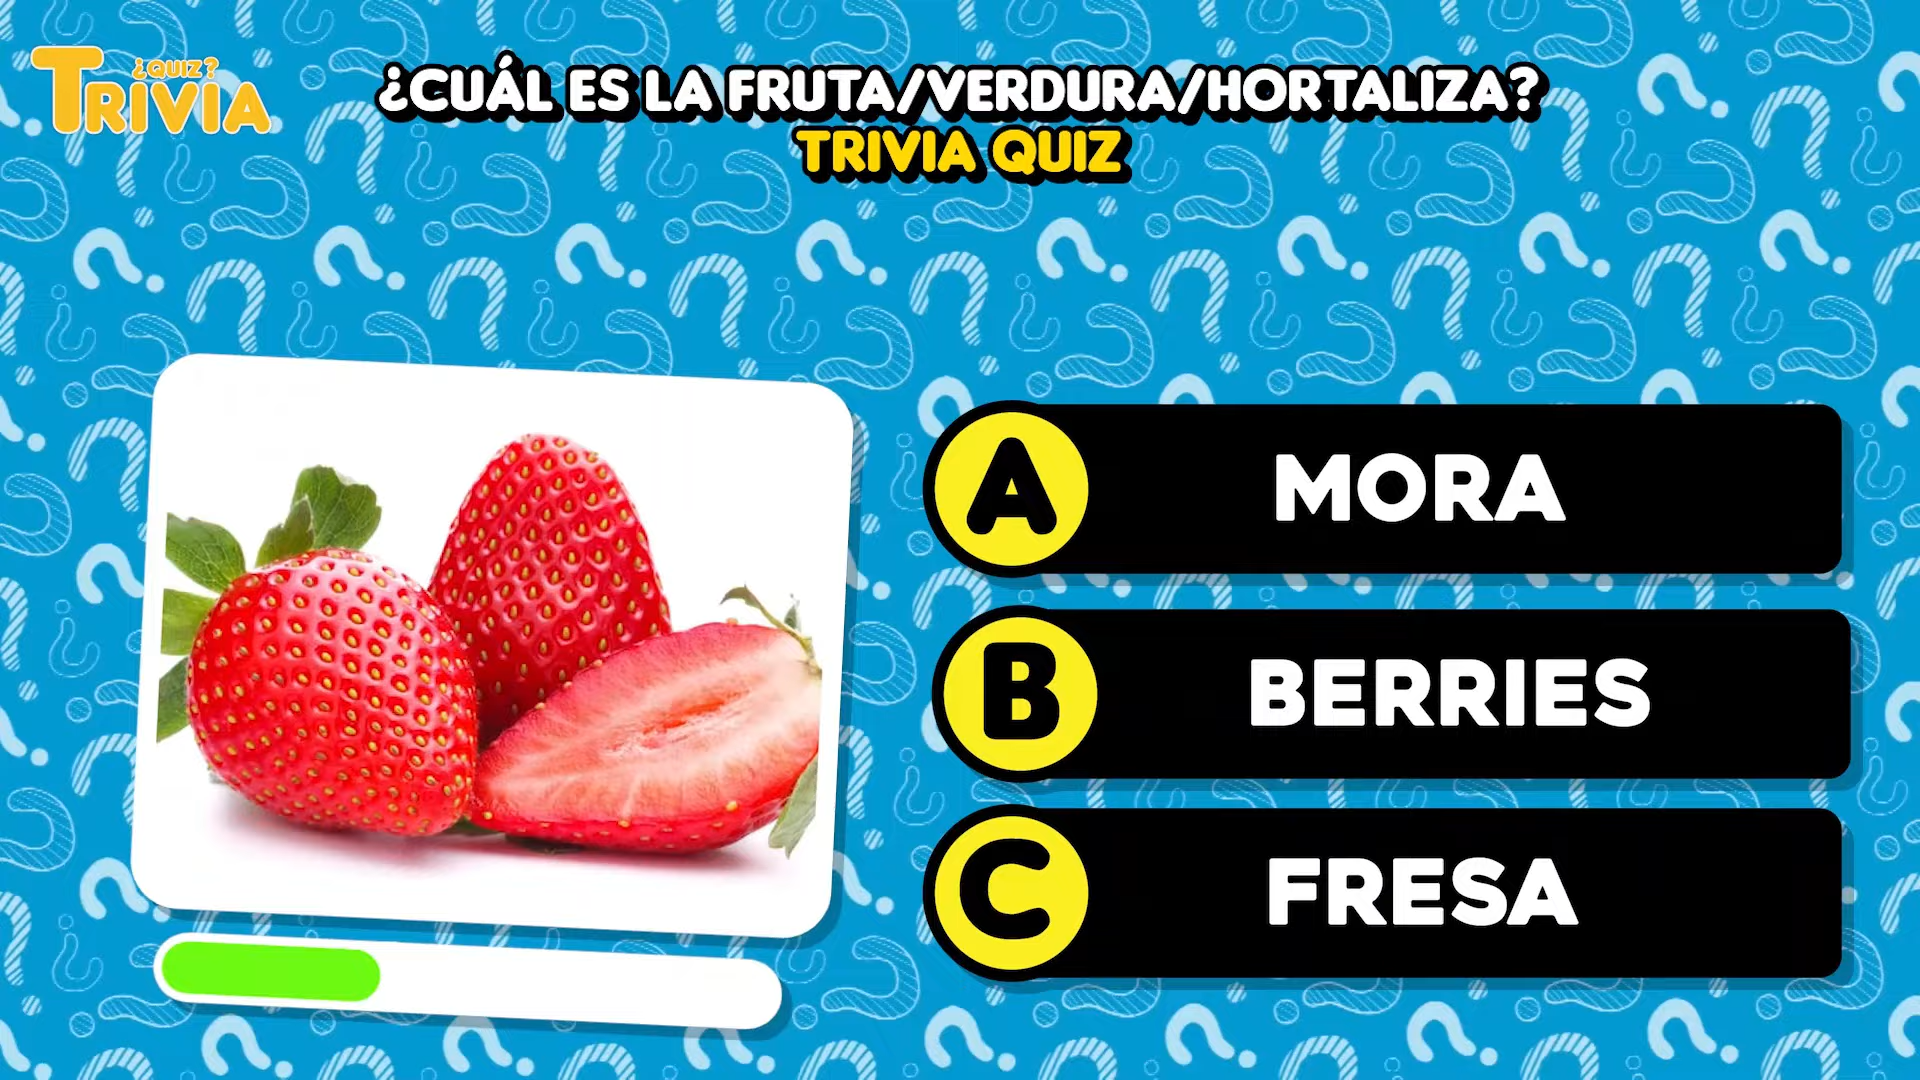 ¿QUIZ?
TRIVIA
¿CUÁL ES LA FRUTA/VERDURA/HORTALIZA?
TRIVIA QUIZ
A MORA
B BERRIES
C FRESA